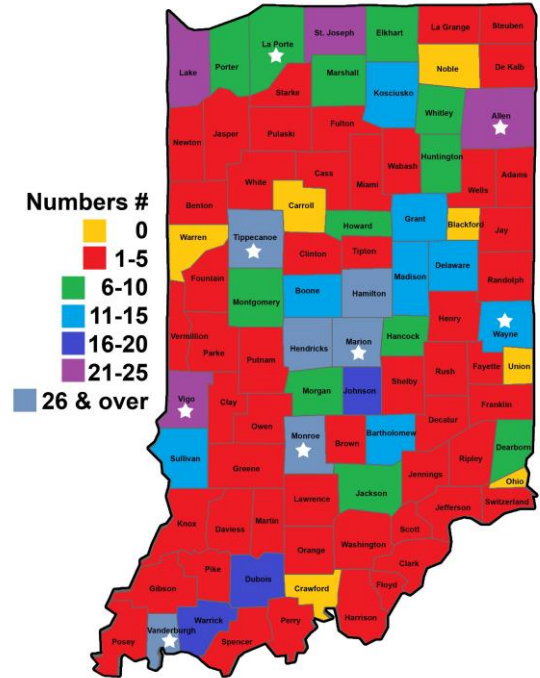 La Grange Steuben
St. Joseph Elkhart
La Porte
Lake Porter Noble De Kalb
Marshall Kosciusko
Starke Whitley Allen
Fulton
Newton Jasper Pulaski Huntington
Wabash
Cass Miami Wells Adams
White
Numbers #
Benton Carroll Grant Blackford Jay
0 Warren Tippecanoe Howard
1-5 Clinton Tipton
6-10 Fountain Madison Delaware Randolph
11-15 Montgomery Boone Hamilton
16-20 Vermillion Hendricks Marion Hancock Henry Wayne
21-25 Parke Putnam Rush Fayette Union
26 & over Vigo Clay Morgan Johnson Shelby
Owen Franklin
Monroe Brown Bartholomew Decatur
Sullivan Greene Ripley Dearborn
Jennings Ohio
Lawrence Jackson Switzerland
Jefferson
Knox Daviess Martin Scott
Orange Washington
Pike Clark
Dubois Floyd
Gibson Crawford
Harrison
Warrick Perry
Posey Vanderburgh Spencer